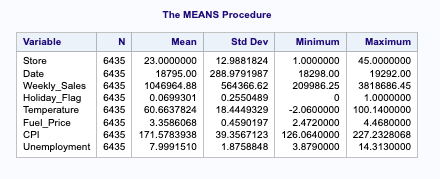 The MEANS Procedure
Variable N Mean Std Dev Minimum Maximum
Store 6435 23.0000000 12.9881824 1.0000000 45.0000000
Date 6435 18795.00 288.9791987 18298.00 19292.00
Weekly_Sales 6435 1046964.88 564366.62 209986.25 3818686.45
Holiday_Flag 6435 0.0699301 0.2550489 0 1.0000000
Temperature 6435 60.6637824 18.4449329 -2.0600000 100.1400000
Fuel_Price 6435 3.3586068 0.4590197 2.4720000 4.4680000
CPI 6435 171.5783938 39.3567123 126.0640000 227.2328068
Unemployment 6435 7.9991510 1.8758848 3.8790000 14.3130000